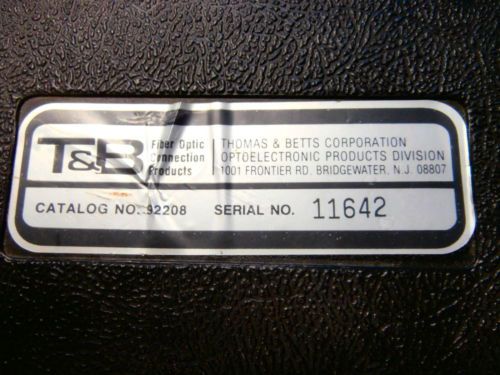 T&B
Fiber Optic
Connection
Products
THOMAS & BETTS CORPORATION
OPTOELECTRONIC PRODUCTS DIVISION
1001 FRONTIER RD. BRIDGEWATER, N.J. 08807
CATALOG NO. 92208 SERIAL NO. 11642